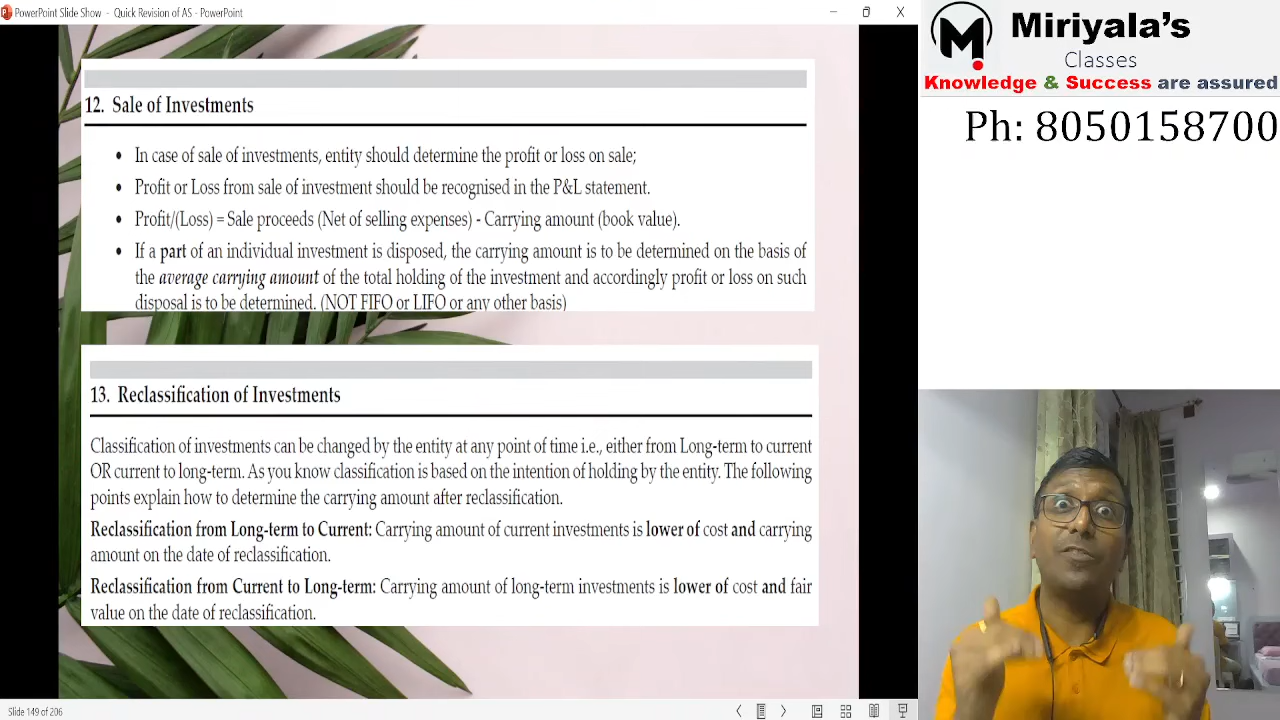 PowerPoint Slide Show - Quick Revision of AS - PowerPoint
Miriyala's
Classes
Knowledge & Success are assured
Ph: 8050158700
12. Sale of Investments
• In case of sale of investments, entity should determine the profit or loss on sale;
• Profit or Loss from sale of investment should be recognised in the P&L statement.
• Profit/(Loss) = Sale proceeds (Net of selling expenses) - Carrying amount (book value).
• If a part of an individual investment is disposed, the carrying amount is to be determined on the basis of
the average carrying amount of the total holding of the investment and accordingly profit or loss on such
disposal is to be determined. (NOT FIFO or LIFO or any other basis)
13. Reclassification of Investments
Classification of investments can be changed by the entity at any point of time i.e., either from Long-term to current
OR current to long-term. As you know classification is based on the intention of holding by the entity. The following
points explain how to determine the carrying amount after reclassification.
Reclassification from Long-term to Current: Carrying amount of current investments is lower of cost and carrying
amount on the date of reclassification.
Reclassification from Current to Long-term: Carrying amount of long-term investments is lower of cost and fair
value on the date of reclassification.
Slide 149 of 206